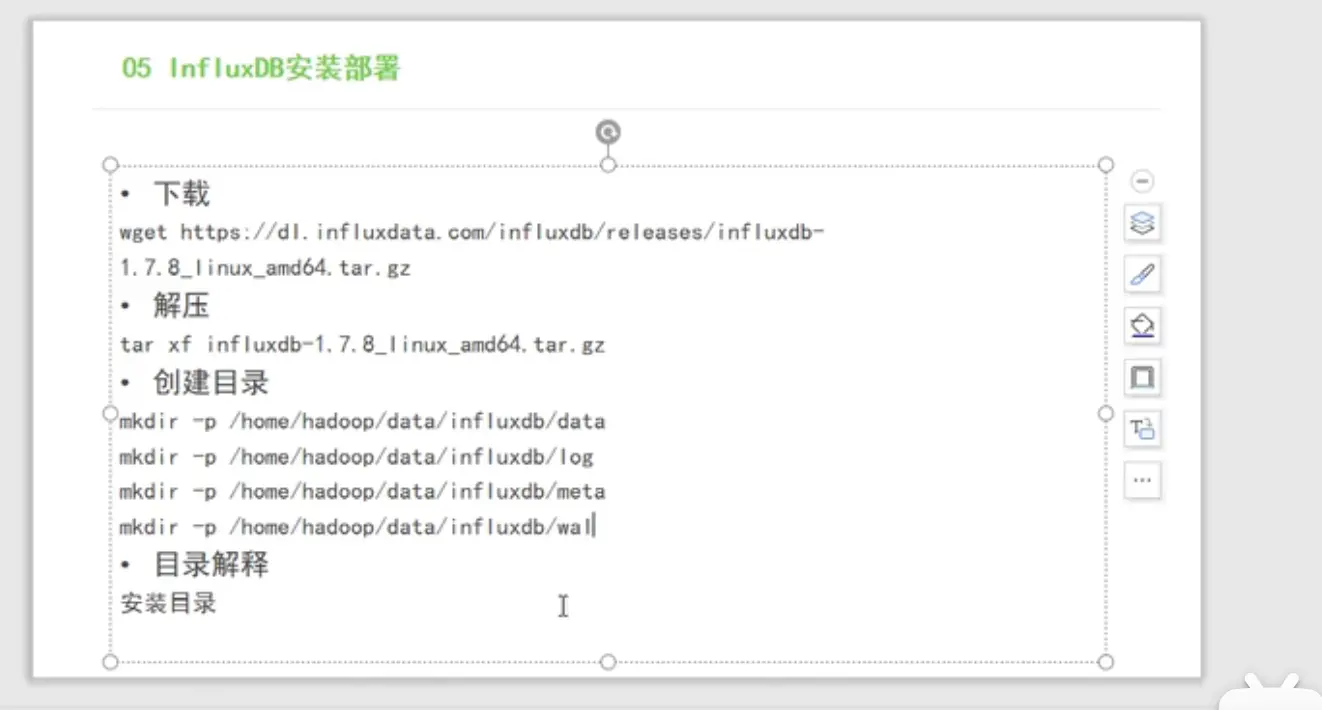 05 InfluxDB安装部署
• 下载
wget https://dl.influxdata.com/influxdb/releases/influxdb-
1.7.8_linux_amd64.tar.gz
• 解压
tar xf influxdb-1.7.8_linux_amd64.tar.gz
• 创建目录
mkdir -p /home/hadoop/data/influxdb/data
mkdir -p /home/hadoop/data/influxdb/log
mkdir -p /home/hadoop/data/influxdb/meta
mkdir -p /home/hadoop/data/influxdb/wal
• 目录解释
安装目录